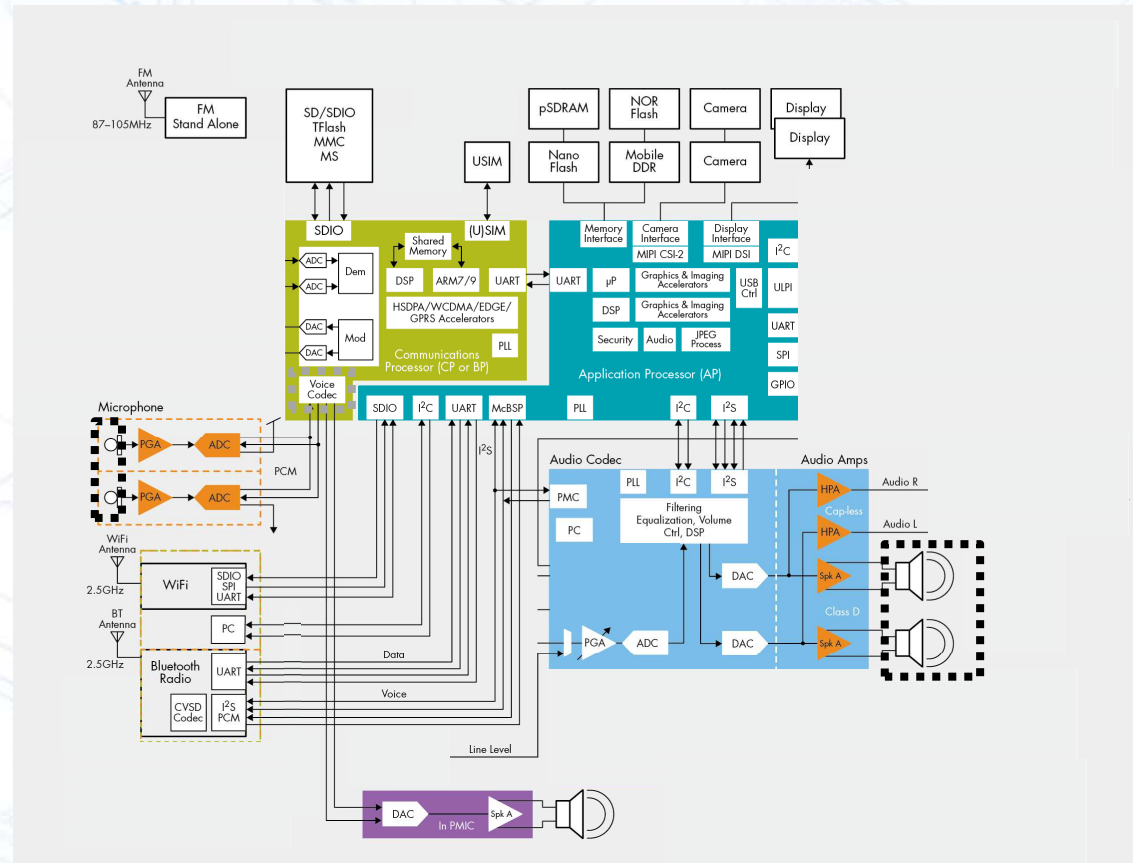 FM
Antenna
87–105MHz
FM
Stand Alone
SD/SDIO
TFlash
MMC
MS
USIM
pSDRAM
NOR
Flash
Camera
Display
Display
Nano
Flash
Mobile
DDR
Camera
SDIO
(U)SIM
Shared
Memory
ADC
ADC
Dem
DSP
ARM7/9
UART
HSDPA/WCDMA/EDGE/
GPRS Accelerators
DAC
DAC
Mod
PLL
Communications
Processor (CP or BP)
Voice
Codec
Memory
Interface
Camera
Interface
MIPI CSI-2
Display
Interface
MIPI DSI
I²C
UART
µP
Graphics & Imaging
Accelerators
USB
Ctrl
ULPI
DSP
Graphics & Imaging
Accelerators
UART
Security
Audio
JPEG
Process
SPI
Application Processor (AP)
GPIO
SDIO
I²C
UART
McBSP
PLL
I²C
I²S
I²S
Microphone
PGA
ADC
PCM
PGA
ADC
Audio Codec
Audio Amps
PLL
I²C
I²S
PMC
Filtering
Equalization, Volume
Ctrl, DSP
PC
HPA
Audio R
Cap-less
HPA
Audio L
DAC
Spk A
Class D
PGA
ADC
DAC
Spk A
WiFi
Antenna
2.5GHz
WiFi
SDIO
SPI
UART
BT
Antenna
2.5GHz
PC
Data
Bluetooth
Radio
UART
Voice
CVSD
Codec
I²S
PCM
Line Level
DAC
Spk A
In PMIC